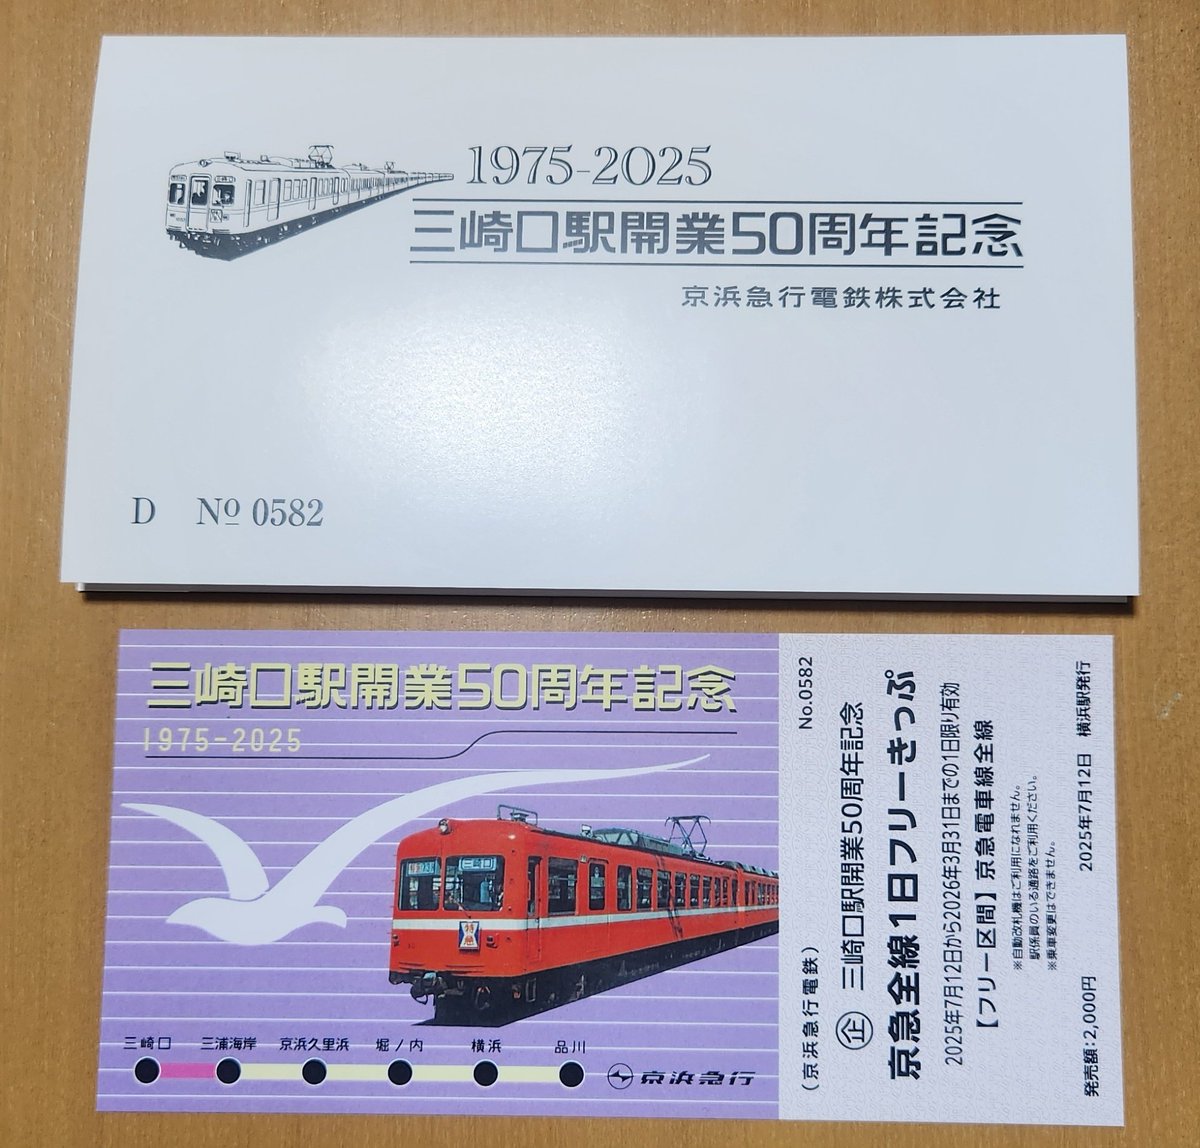 1975-2025
三崎口駅開業50周年記念
京浜急行電鉄株式会社
D № 0582
三崎口駅開業50周年記念
1975-2025
三崎口
特急
三崎口 三浦海岸 京浜久里浜 堀ノ内 横浜 品川
京浜急行
(京浜急行電鉄) No.0582
企 三崎口駅開業50周年記念
京急全線1日フリーきっぷ
2025年7月12日から2026年3月31日までの1日限り有効
【フリー区間】京急電車線全線
※自動改札機はご利用になれません。
駅係員のいる通路をご利用ください。
※乗車変更はできません。
発売額:2,000円 2025年7月12日 横浜駅発行